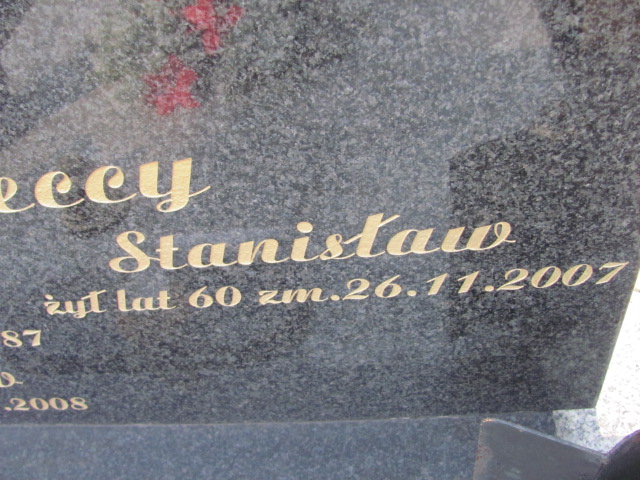 eccy
Stanisław
żył lat 60 zm.26.11.2007
87
w
.2008